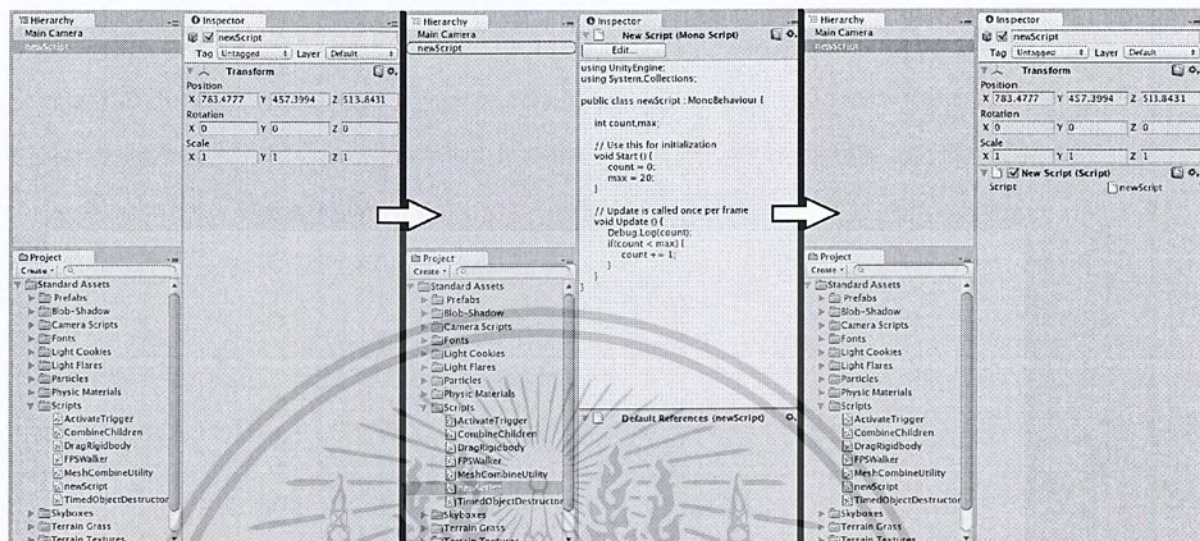 Hierarchy
Main Camera
newScript
Project
Create
Standard Assets
Prefabs
Blob-Shadow
Camera Scripts
Fonts
Light Cookies
Light Flares
Particles
Physic Materials
Scripts
ActivateTrigger
CombineChildren
DragRigidbody
FPSWalker
MeshCombineUtility
newScript
TimedObjectDestructor
Skyboxes
Terrain Grass
Terrain Textures
Inspector
newScript
Tag Untagged Layer Default
Transform
Position
X 783.4777 Y 457.3994 Z 513.8431
Rotation
X 0 Y 0 Z 0
Scale
X 1 Y 1 Z 1
Hierarchy
Main Camera
newScript
Project
Create
Standard Assets
Prefabs
Blob-Shadow
Camera Scripts
Fonts
Light Cookies
Light Flares
Particles
Physic Materials
Scripts
ActivateTrigger
CombineChildren
DragRigidbody
FPSWalker
MeshCombineUtility
newScript
TimedObjectDestructor
Skyboxes
Terrain Grass
Terrain Textures
Inspector
New Script (Mono Script)
Edit...
using UnityEngine;
using System.Collections;
public class newScript : MonoBehaviour {
int count,max;
// Use this for initialization
void Start () {
count = 0;
max = 20;
}
// Update is called once per frame
void Update () {
Debug.Log(count);
if(count < max) {
count += 1;
}
}
}
Default References (newScript)
Hierarchy
Main Camera
newScript
Project
Create
Standard Assets
Prefabs
Blob-Shadow
Camera Scripts
Fonts
Light Cookies
Light Flares
Particles
Physic Materials
Scripts
ActivateTrigger
CombineChildren
DragRigidbody
FPSWalker
MeshCombineUtility
newScript
TimedObjectDestructor
Skyboxes
Terrain Grass
Terrain Textures
Inspector
newScript
Tag Untagged Layer Default
Transform
Position
X 783.4777 Y 457.3994 Z 513.8431
Rotation
X 0 Y 0 Z 0
Scale
X 1 Y 1 Z 1
New Script (Script)
Script newScript